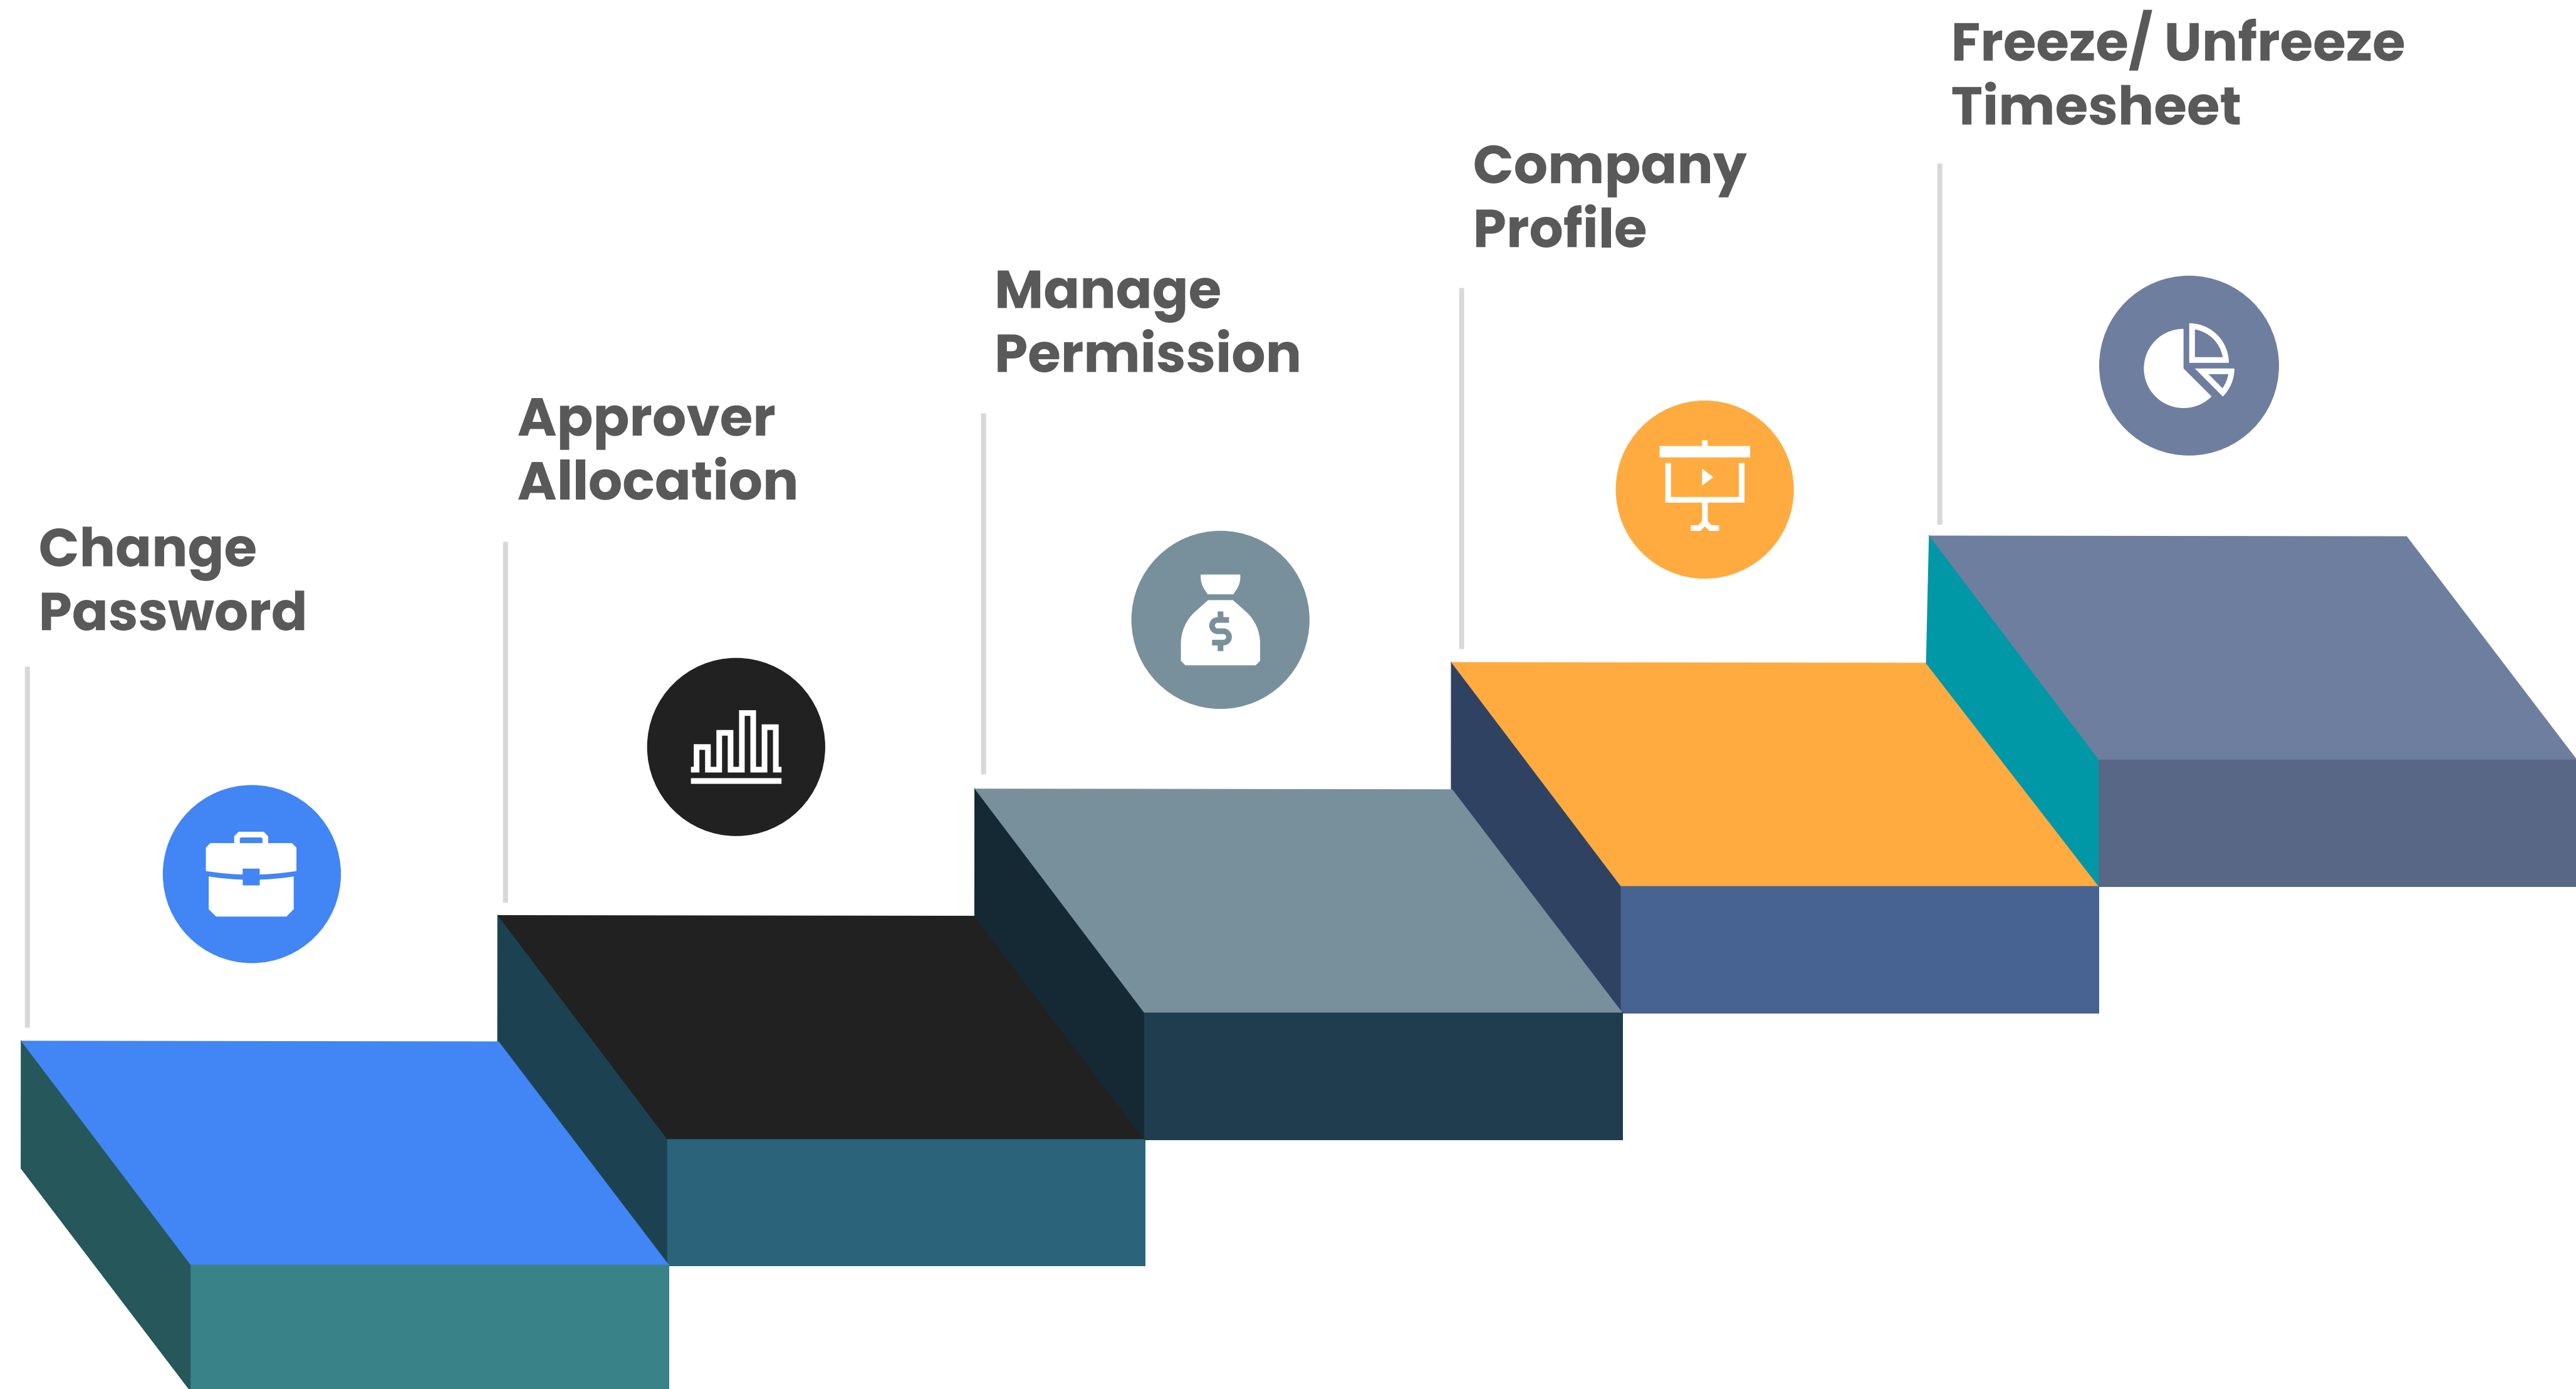 Change
Password
Approver
Allocation
Manage
Permission
Company
Profile
Freeze/ Unfreeze
Timesheet
$